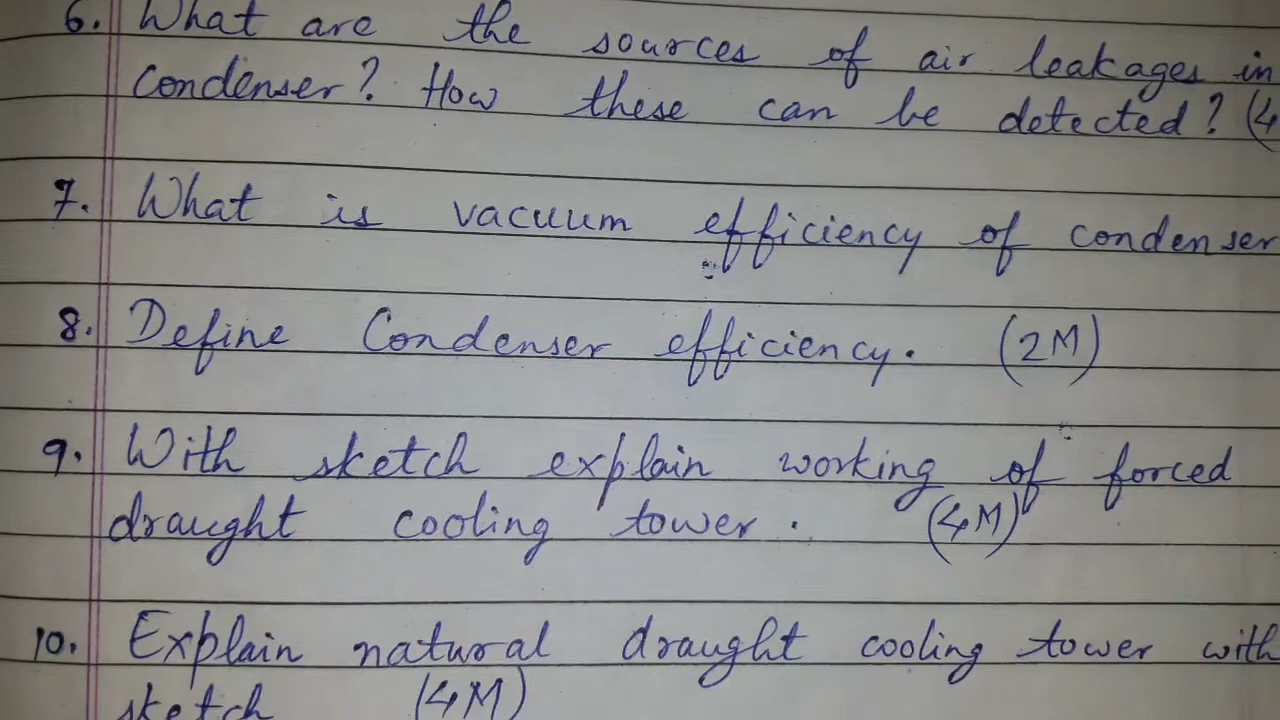 6. What are the sources of air leakages in
Condenser? How these can be detected? (4
7. What is vacuum efficiency of condenser
8. Define Condenser efficiency. (2M)
9. With sketch explain working of forced
draught cooling tower. (4M)
10. Explain natural draught cooling tower with
sketch (4M)